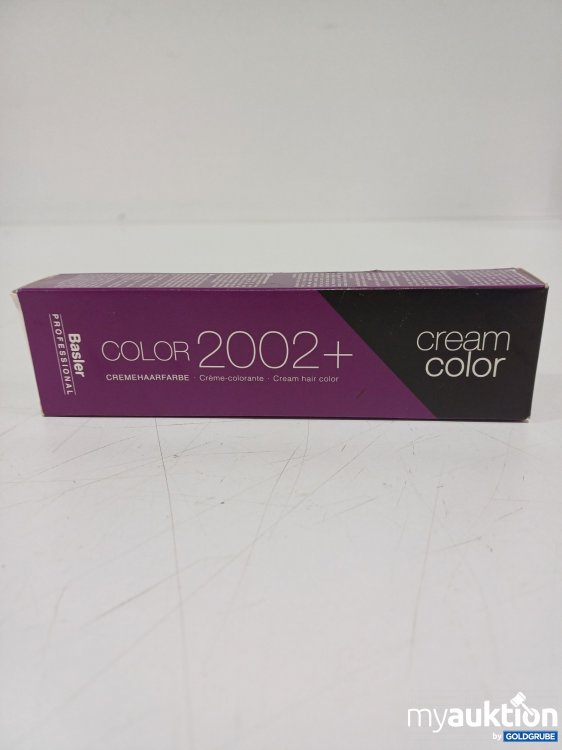 Basler
PROFESSIONAL
COLOR 2002+
CREMEHAARFARBE · Crème-colorante · Cream hair color
cream
color
myauktion
by GOLDGRUBE